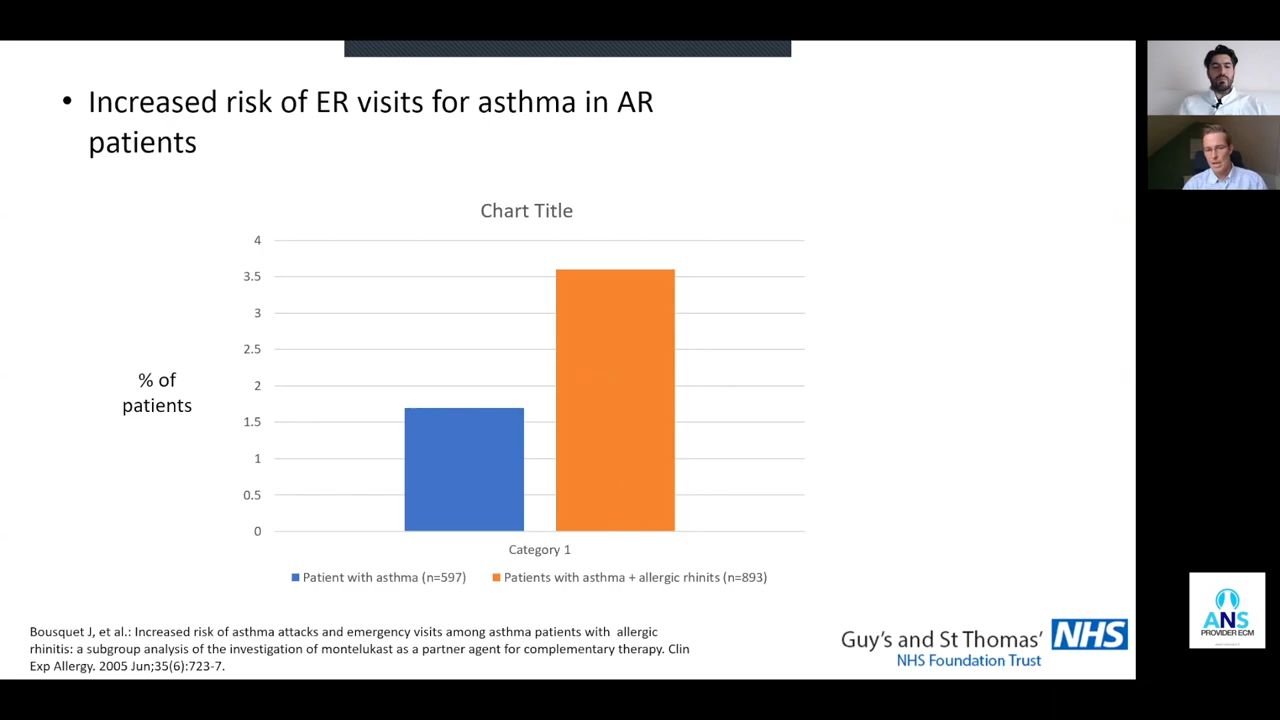 • Increased risk of ER visits for asthma in AR
patients
Chart Title
4
3.5
3
2.5
2
1.5
1
0.5
0
% of
patients
Category 1
Patient with asthma (n=597)
Patients with asthma + allergic rhinits (n=893)
Bousquet J, et al.: Increased risk of asthma attacks and emergency visits among asthma patients with allergic
rhinitis: a subgroup analysis of the investigation of montelukast as a partner agent for complementary therapy. Clin
Exp Allergy. 2005 Jun;35(6):723-7.
Guy's and St Thomas'
NHS
NHS Foundation Trust
ANS
PROVIDER ECM